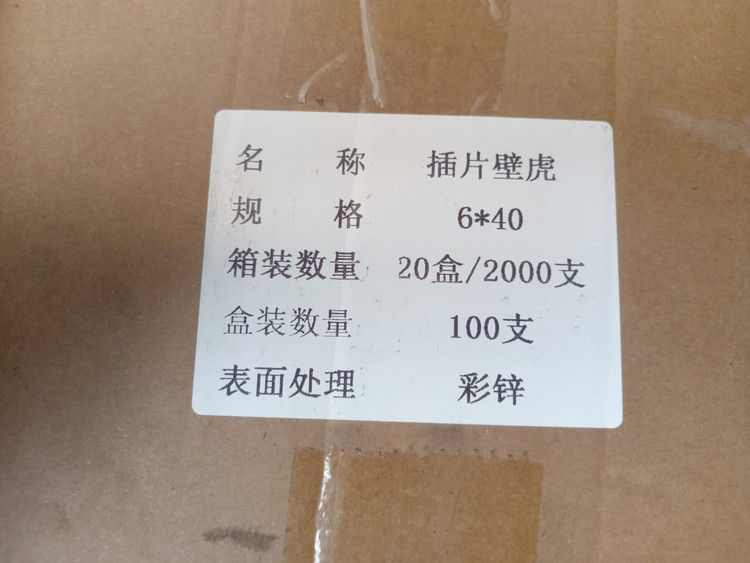 名 称 插片壁虎
规 格 6*40
箱装数量 20盒/2000支
盒装数量 100支
表面处理 彩锌